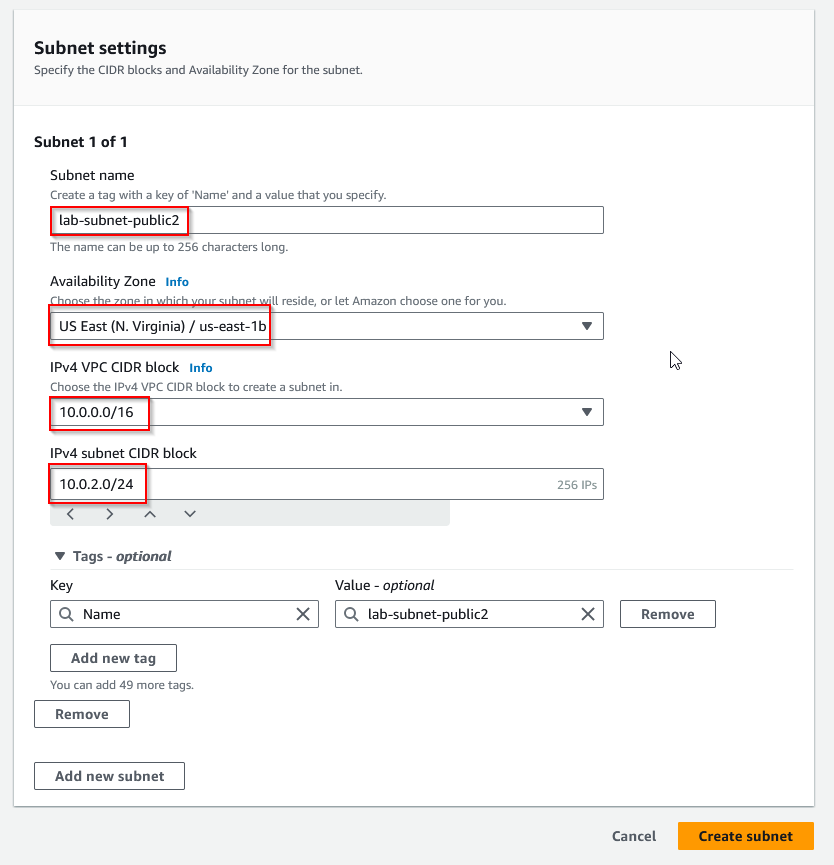 Subnet settings
Specify the CIDR blocks and Availability Zone for the subnet.
Subnet 1 of 1
Subnet name
Create a tag with a key of 'Name' and a value that you specify.
lab-subnet-public2
The name can be up to 256 characters long.
Availability Zone Info
Choose the zone in which your subnet will reside, or let Amazon choose one for you.
US East (N. Virginia) / us-east-1b
IPv4 VPC CIDR block Info
Choose the IPv4 VPC CIDR block to create a subnet in.
10.0.0.0/16
IPv4 subnet CIDR block
10.0.2.0/24 256 IPs
Tags - optional
Key Value - optional
Name lab-subnet-public2 Remove
Add new tag
You can add 49 more tags.
Remove
Add new subnet
Cancel Create subnet